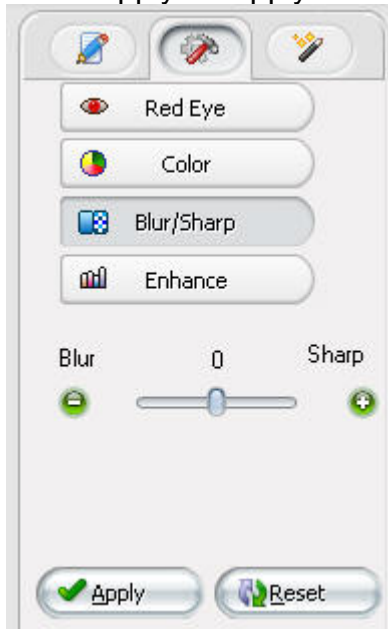 Red Eye
Color
Blur/Sharp
Enhance
Blur 0 Sharp
Apply Reset